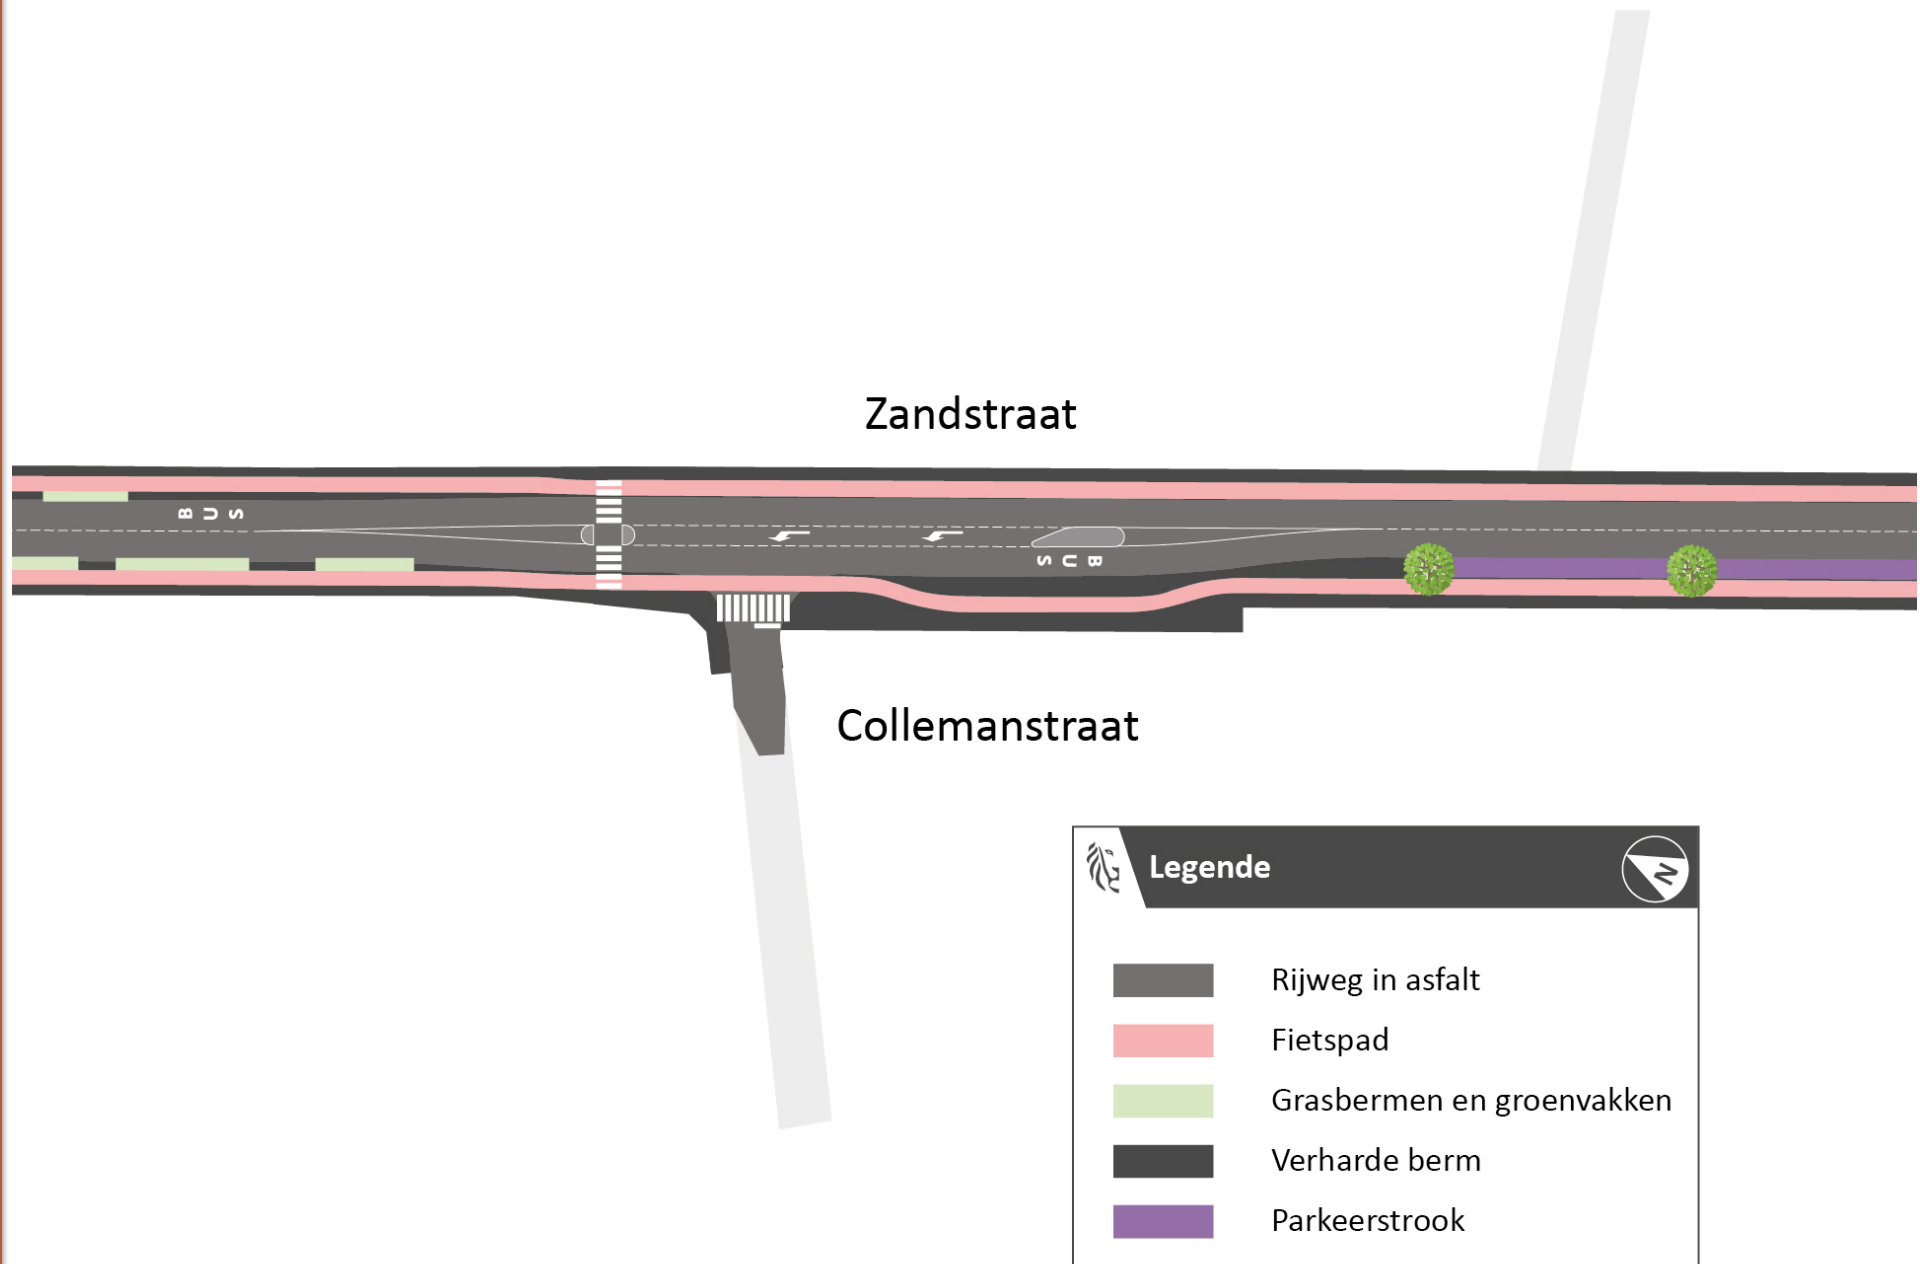 Zandstraat
BUS
BUS
Collemanstraat
Legende
N
Rijweg in asfalt
Fietspad
Grasbermen en groenvakken
Verharde berm
Parkeerstrook